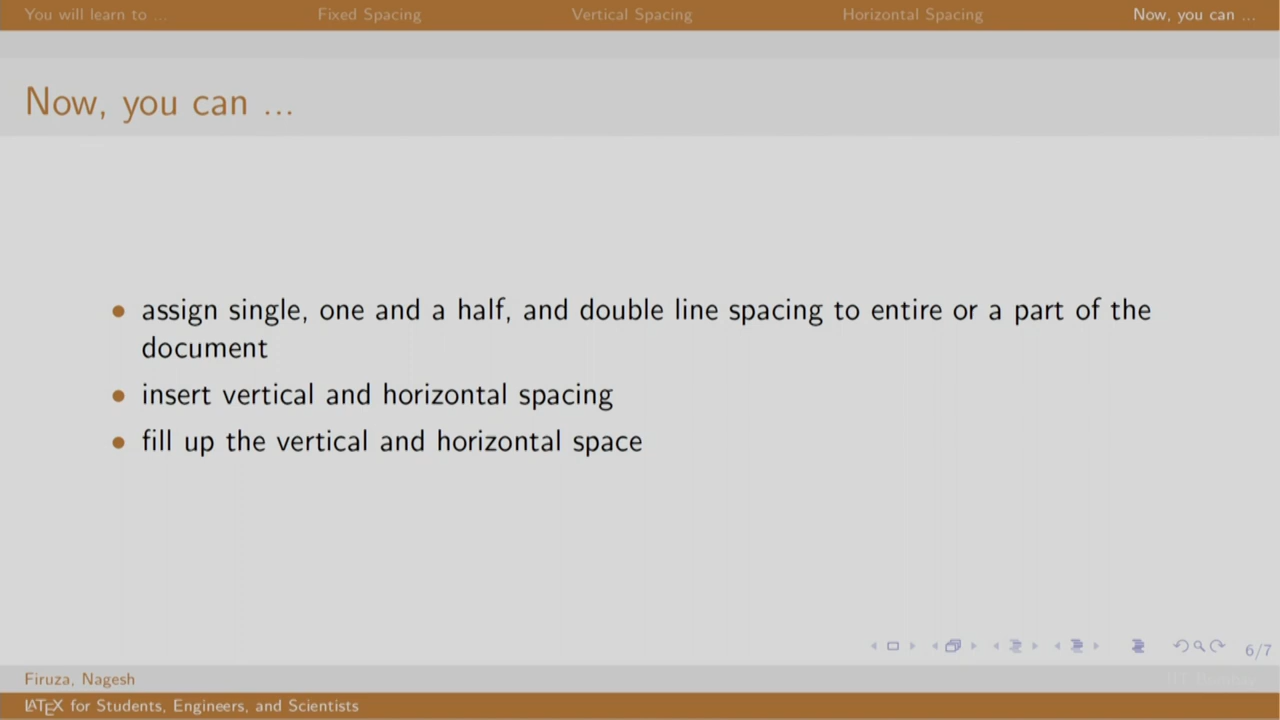 You will learn to ... Fixed Spacing Vertical Spacing Horizontal Spacing Now, you can ...
Now, you can ...
• assign single, one and a half, and double line spacing to entire or a part of the
document
• insert vertical and horizontal spacing
• fill up the vertical and horizontal space
6/7
Firuza, Nagesh
LATEX for Students, Engineers, and Scientists